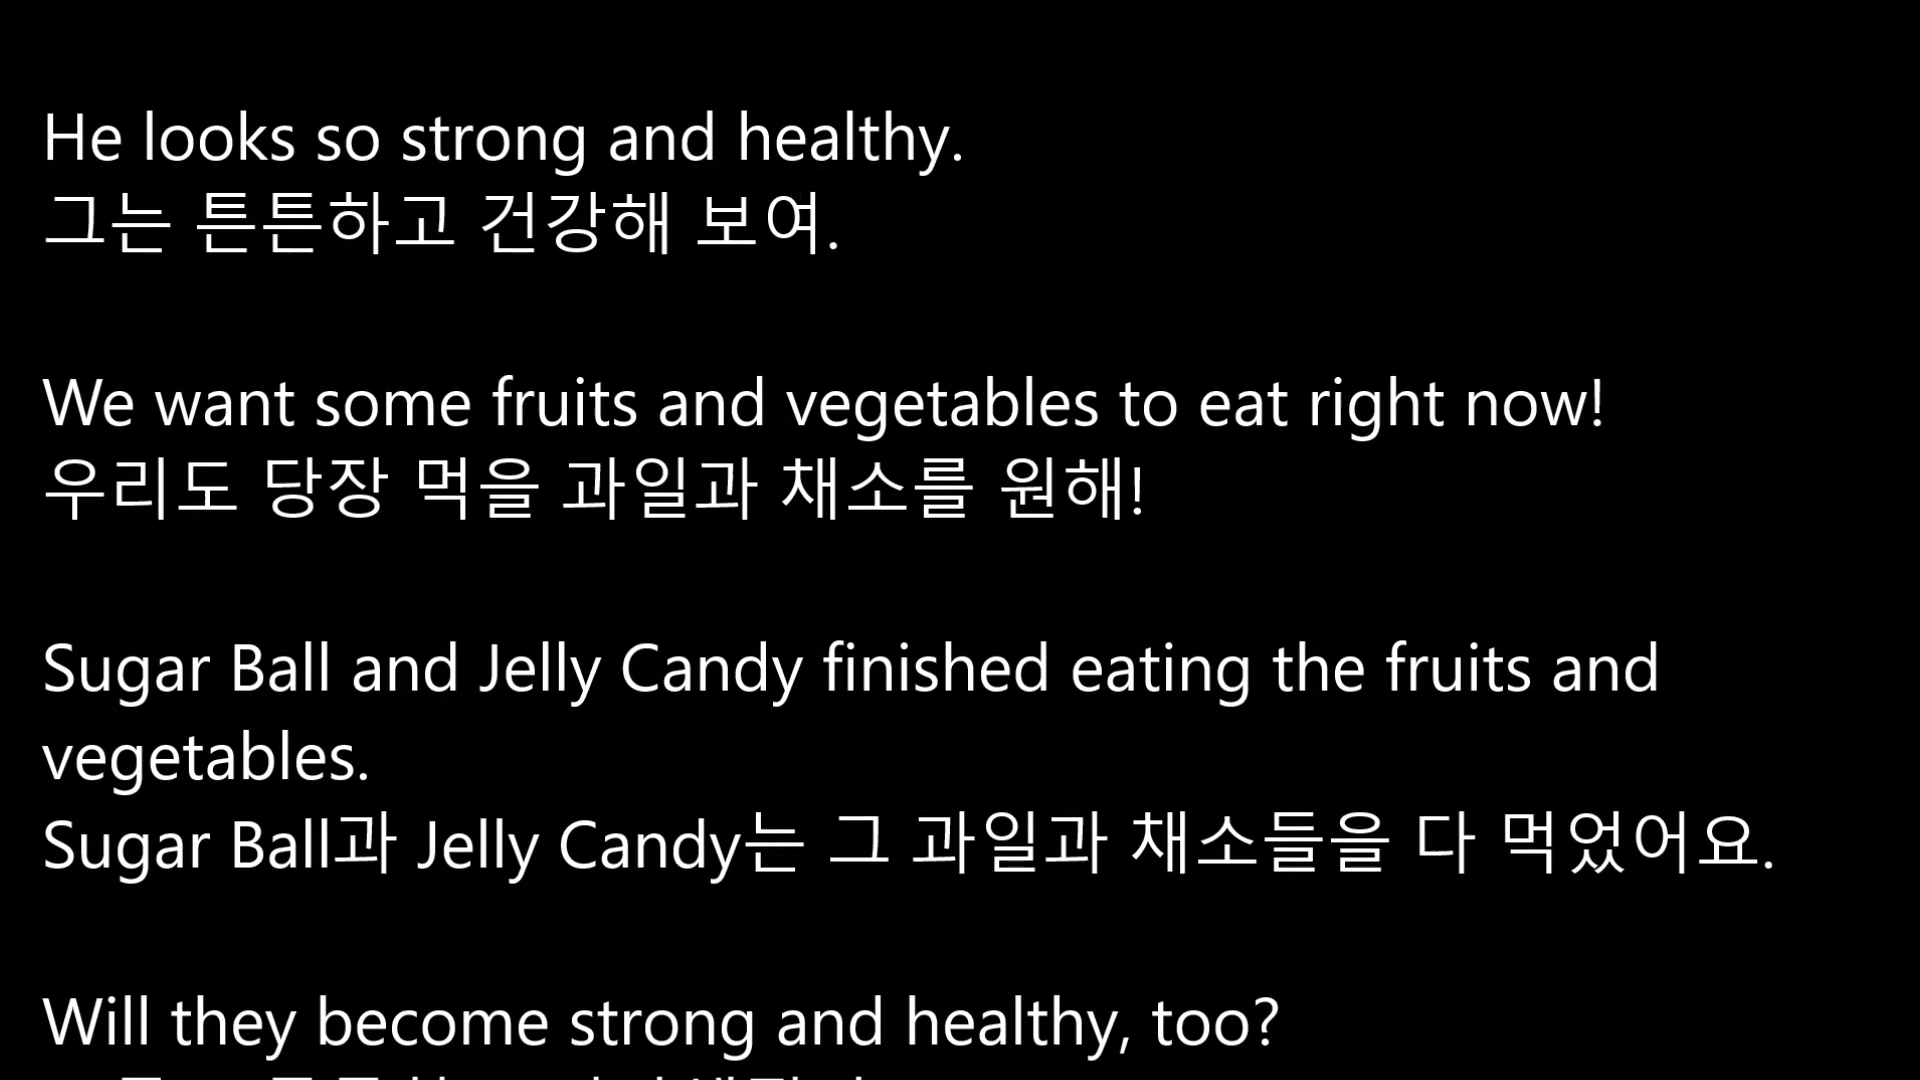 He looks so strong and healthy.
그는 튼튼하고 건강해 보여.
We want some fruits and vegetables to eat right now!
우리도 당장 먹을 과일과 채소를 원해!
Sugar Ball and Jelly Candy finished eating the fruits and
vegetables.
Sugar Ball과 Jelly Candy는 그 과일과 채소들을 다 먹었어요.
Will they become strong and healthy, too?